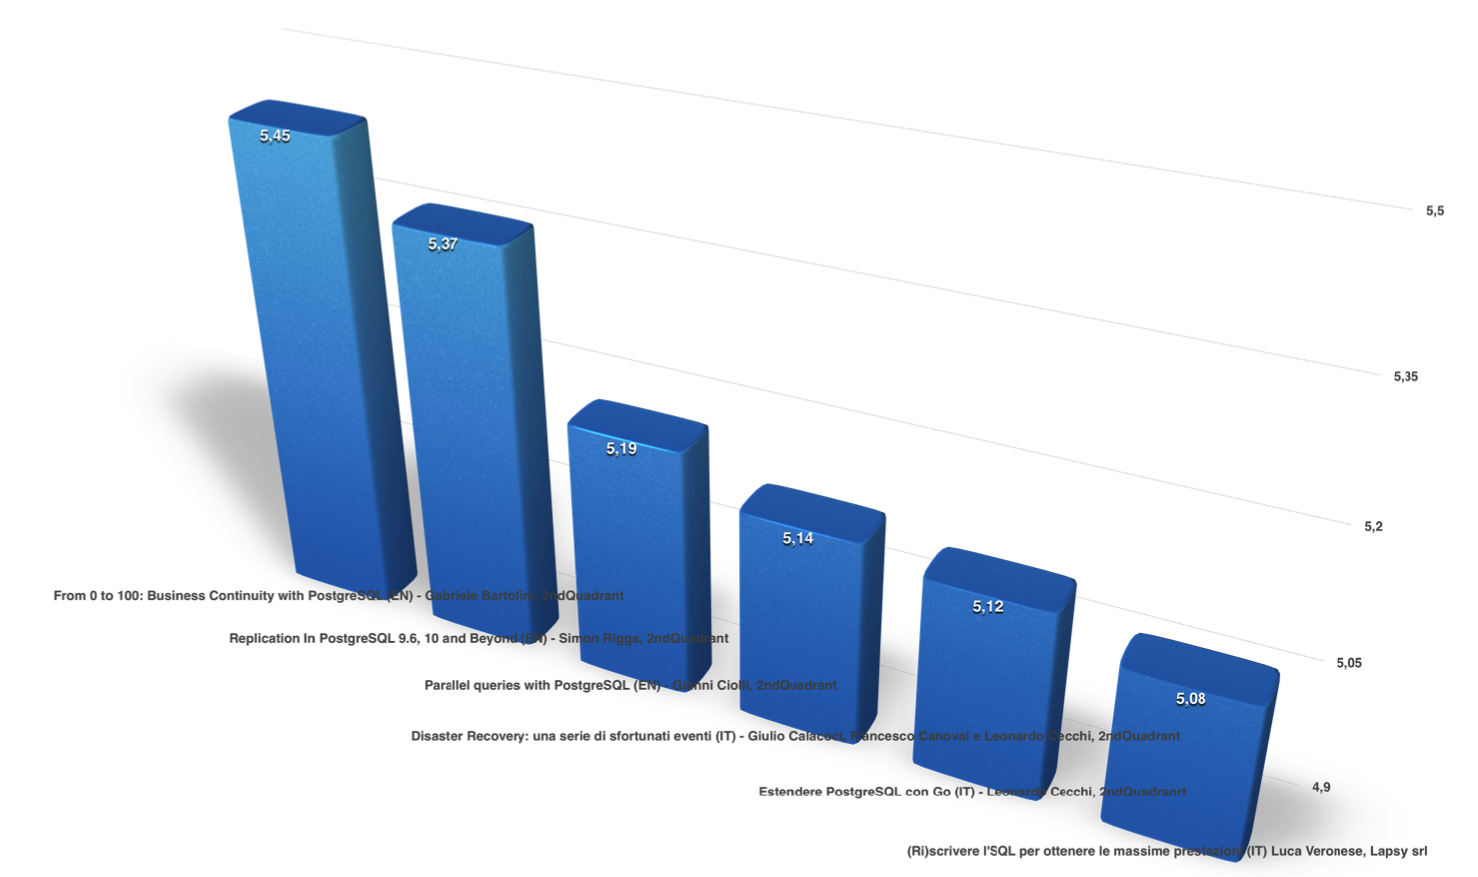 5,45
5,5
5,37
5,35
5,19
5,2
5,14
5,12
5,05
5,08
4,9
From 0 to 100: Business Continuity with PostgreSQL (EN) - Gabriele Bartolini, 2ndQuadrant
Replication In PostgreSQL 9.6, 10 and Beyond (EN) - Simon Riggs, 2ndQuadrant
Parallel queries with PostgreSQL (EN) - Gianni Ciolli, 2ndQuadrant
Disaster Recovery: una serie di sfortunati eventi (IT) - Giulio Calacoci, Francesco Canovai e Leonardo Cecchi, 2ndQuadrant
Estendere PostgreSQL con Go (IT) - Leonardo Cecchi, 2ndQuadranrt
(Ri)scrivere l'SQL per ottenere le massime prestazioni (IT) Luca Veronese, Lapsy srl